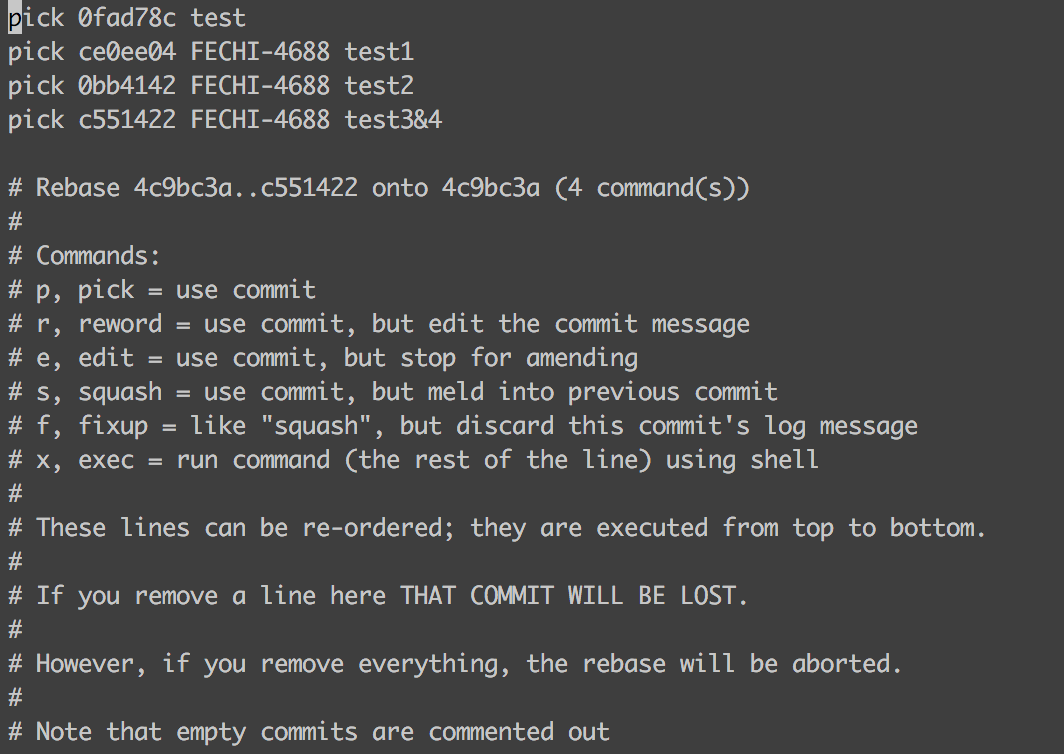 pick 0fad78c test
pick ce0ee04 FECHI-4688 test1
pick 0bb4142 FECHI-4688 test2
pick c551422 FECHI-4688 test3&4
# Rebase 4c9bc3a..c551422 onto 4c9bc3a (4 command(s))
#
# Commands:
# p, pick = use commit
# r, reword = use commit, but edit the commit message
# e, edit = use commit, but stop for amending
# s, squash = use commit, but meld into previous commit
# f, fixup = like "squash", but discard this commit's log message
# x, exec = run command (the rest of the line) using shell
#
# These lines can be re-ordered; they are executed from top to bottom.
#
# If you remove a line here THAT COMMIT WILL BE LOST.
#
# However, if you remove everything, the rebase will be aborted.
#
# Note that empty commits are commented out